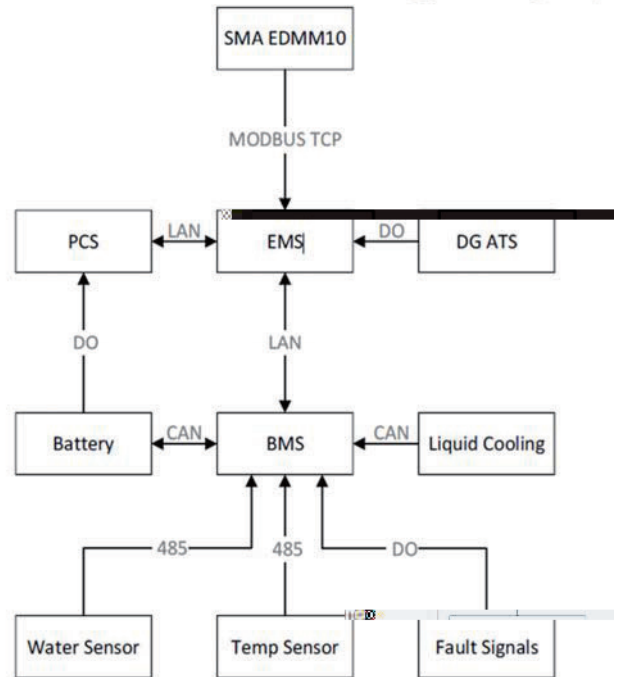 SMA EDMM10
MODBUS TCP
PCS
LAN
EMS
DO
DG ATS
DO
LAN
Battery
CAN
BMS
CAN
Liquid Cooling
485
485
DO
Water Sensor
Temp Sensor
Fault Signals